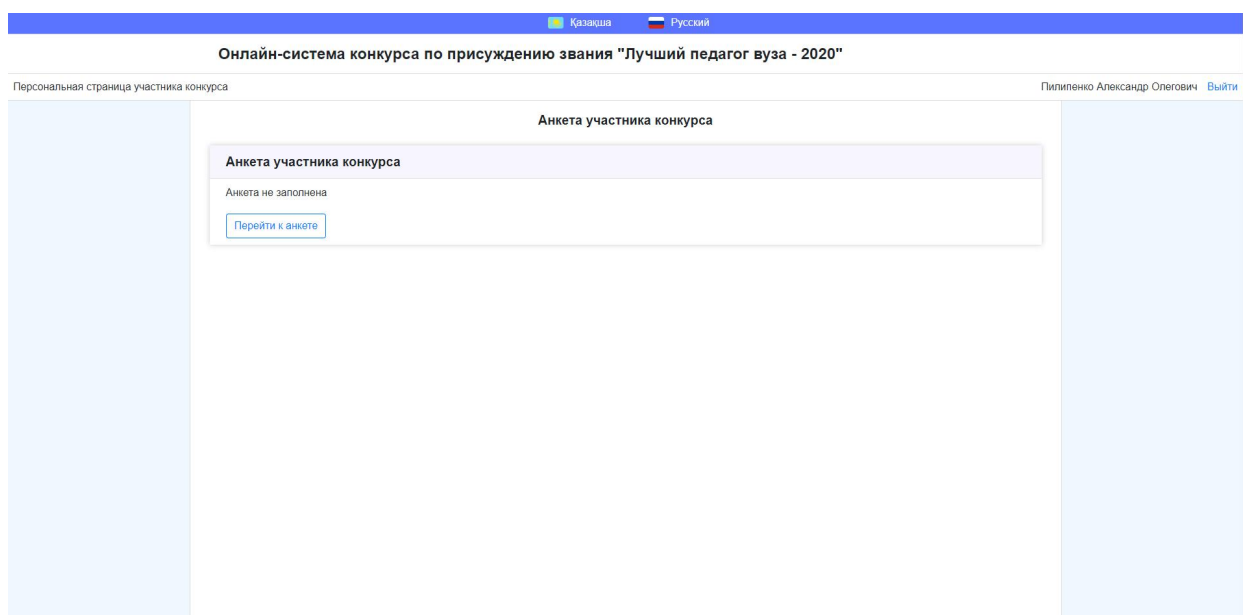 Қазақша Русский
Онлайн-система конкурса по присуждению звания "Лучший педагог вуза - 2020"
Персональная страница участника конкурса Пилипенко Александр Олегович Выйти
Анкета участника конкурса
Анкета участника конкурса
Анкета не заполнена
Перейти к анкете